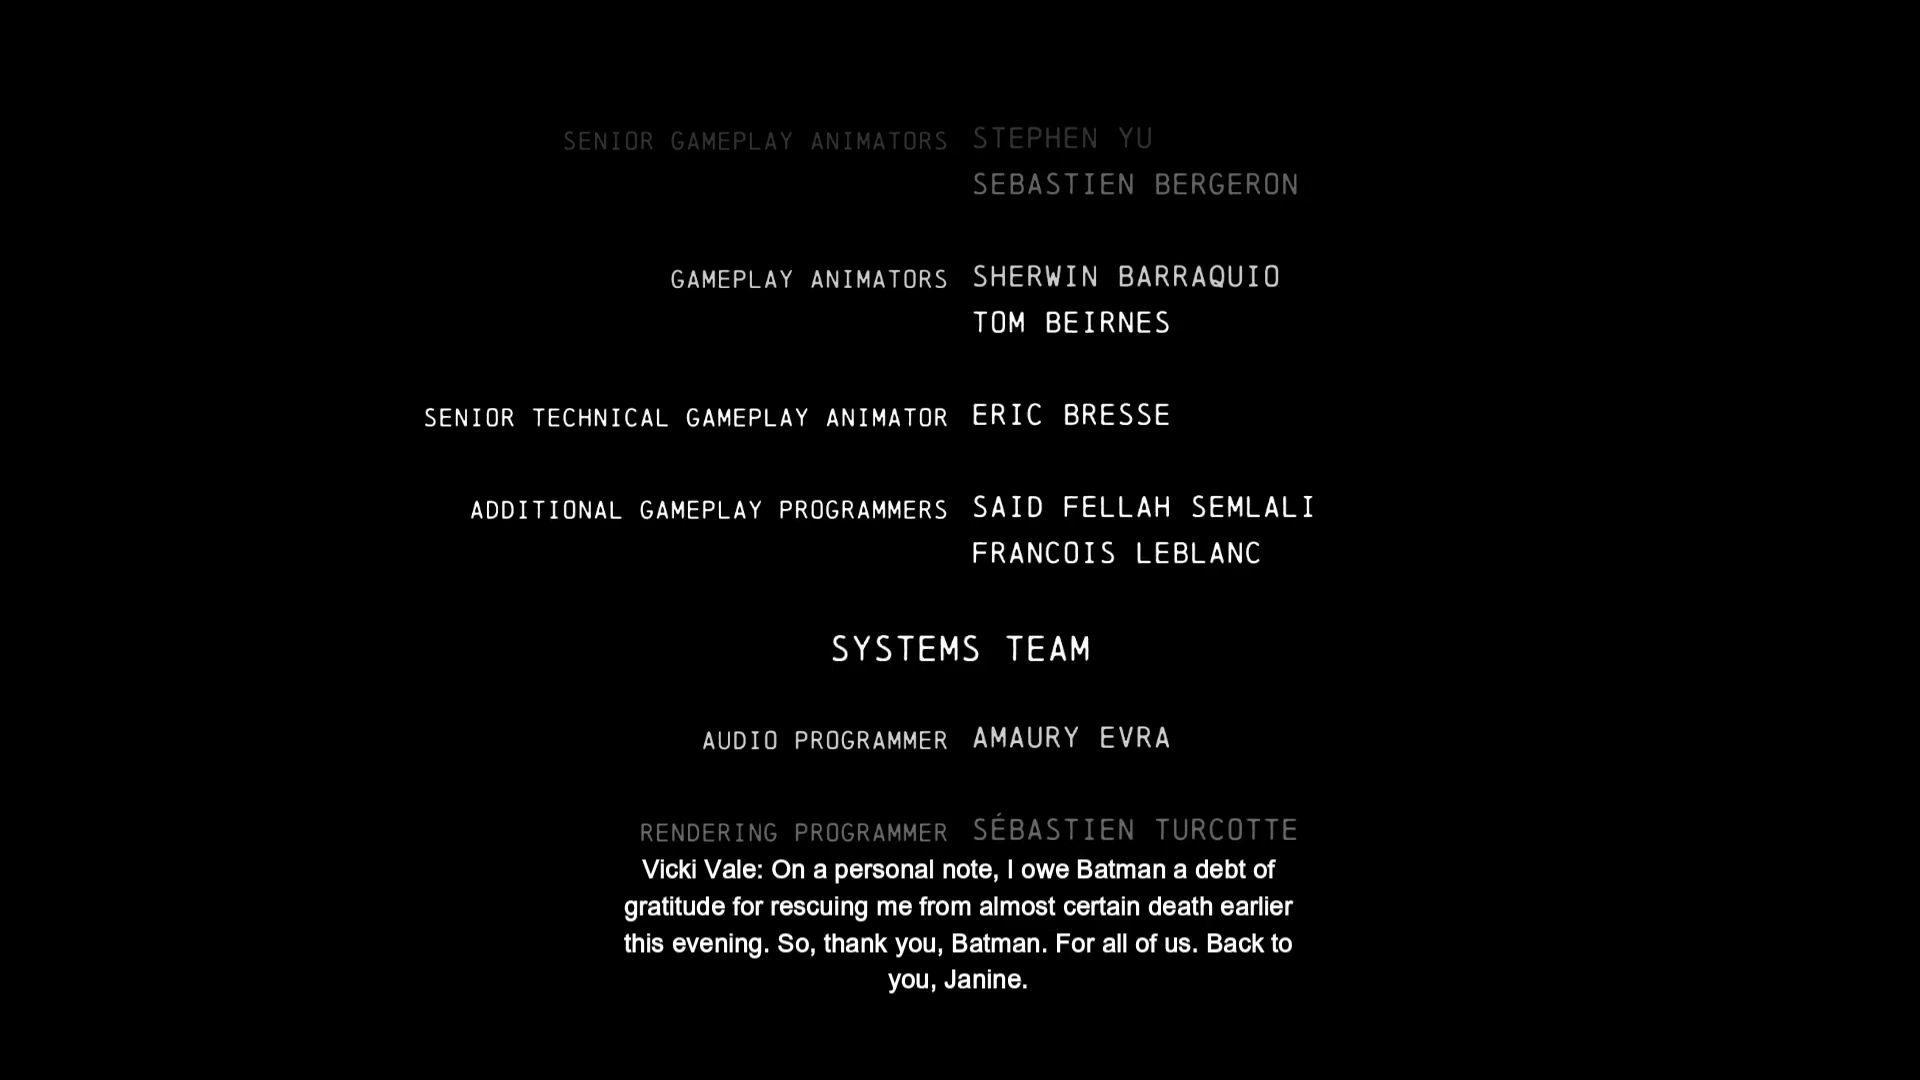 SENIOR GAMEPLAY ANIMATORS STEPHEN YU
SEBASTIEN BERGERON
GAMEPLAY ANIMATORS SHERWIN BARRAQUIO
TOM BEIRNES
SENIOR TECHNICAL GAMEPLAY ANIMATOR ERIC BRESSE
ADDITIONAL GAMEPLAY PROGRAMMERS SAID FELLAH SEMLALI
FRANCOIS LEBLANC
SYSTEMS TEAM
AUDIO PROGRAMMER AMAURY EVRA
RENDERING PROGRAMMER SÉBASTIEN TURCOTTE
Vicki Vale: On a personal note, I owe Batman a debt of
gratitude for rescuing me from almost certain death earlier
this evening. So, thank you, Batman. For all of us. Back to
you, Janine.